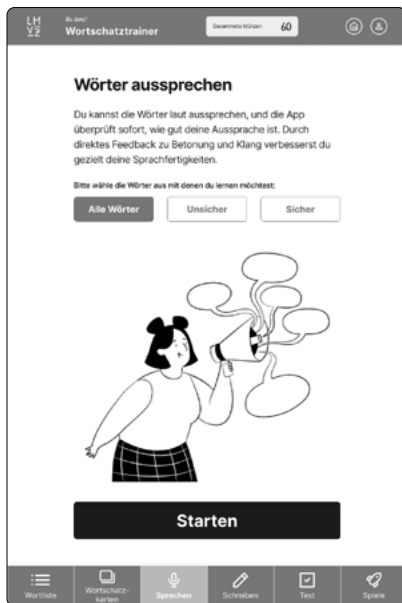 LM
VZ
dis donc!
Wortschatztrainer
Gesammelte Münzen
60
Wörter aussprechen
Du kannst die Wörter laut aussprechen, und die App
überprüft sofort, wie gut deine Aussprache ist. Durch
direktes Feedback zu Betonung und Klang verbesserst du
gezielt deine Sprachfertigkeiten.
Bitte wähle die Wörter aus mit denen du lernen möchtest:
Alle Wörter
Unsicher
Sicher
Starten
Wortliste
Wortschatz-
karten
Sprechen
Schreiben
Test
Spiele